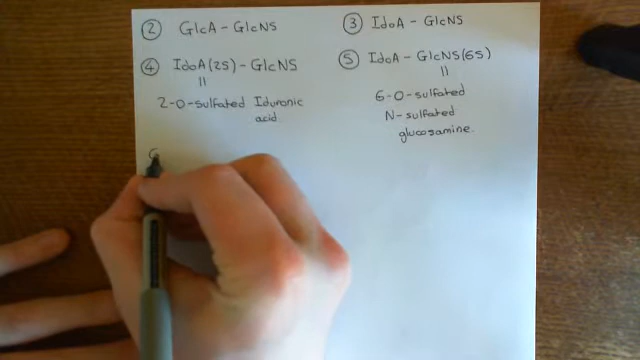 ② GlcA - GlcNS
③ IdoA - GlcNS
④ IdoA(2S) - GlcNS
=
2-O-sulfated Iduronic
acid
⑤ IdoA - GlcNS(6S)
=
6-O-sulfated
N-sulfated
glucosamine.